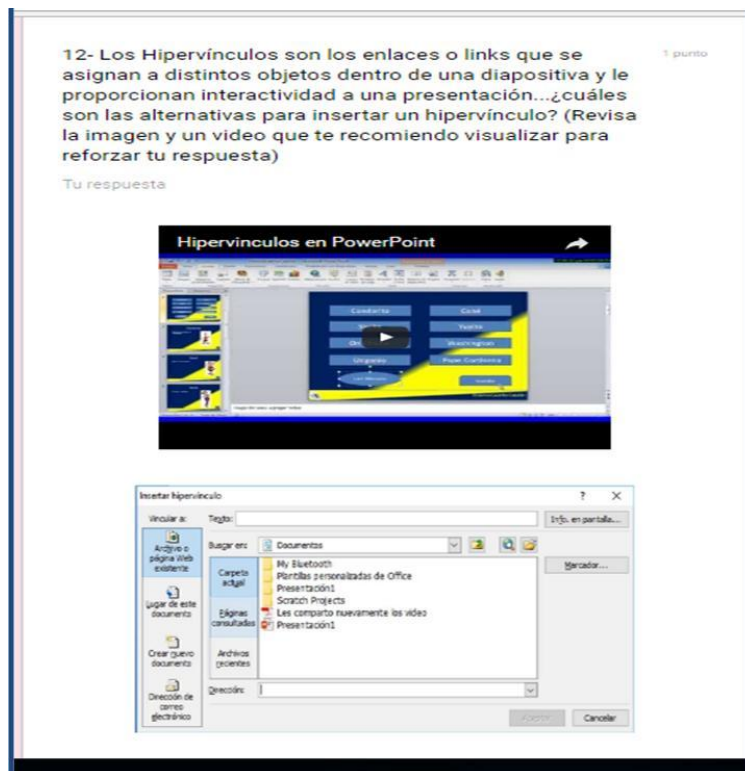 12- Los Hipervínculos son los enlaces o links que se
1 punto
asignan a distintos objetos dentro de una diapositiva y le
proporcionan interactividad a una presentación...¿cuáles
son las alternativas para insertar un hipervínculo? (Revisa
la imagen y un video que te recomiendo visualizar para
reforzar tu respuesta)
Tu respuesta
Hipervinculos en PowerPoint
Washington
Insertar hipervínculo
Vincular a:
Texto:
Info. en pantalla...
Archivo o
página Web
existente
Buscar en:
Documentos
Marcador...
Carpeta
actual
My Bluetooth
Plantillas personalizadas de Office
Presentación1
Scratch Projects
Les comparto nuevamente los video
Presentación1
Lugar de este
documento
Páginas
consultadas
Crear nuevo
documento
Archivos
recientes
Dirección de
correo
electrónico
Dirección:
Aceptar
Cancelar